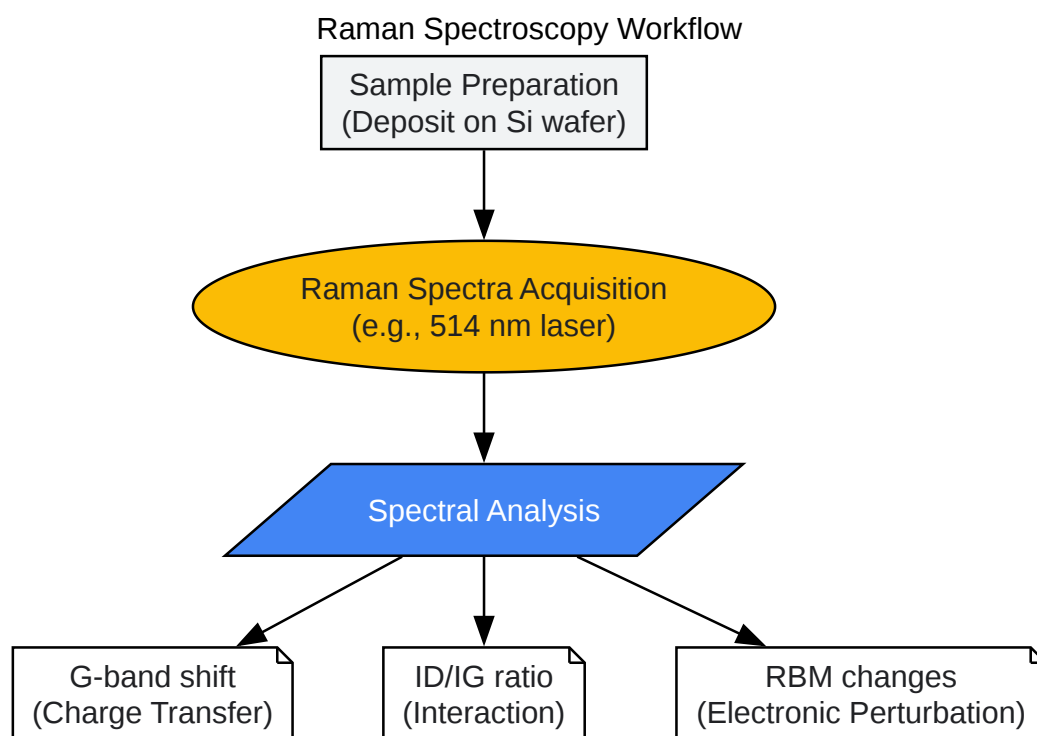 Raman Spectroscopy Workflow
Sample Preparation
(Deposit on Si wafer)
Raman Spectra Acquisition
(e.g., 514 nm laser)
Spectral Analysis
G-band shift
(Charge Transfer)
ID/IG ratio
(Interaction)
RBM changes
(Electronic Perturbation)